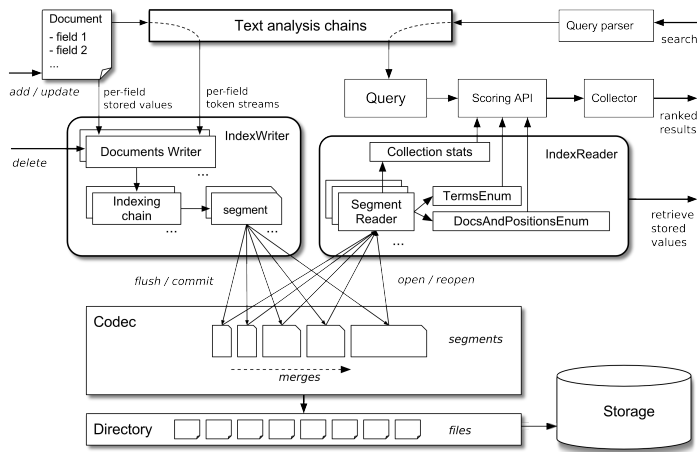 Document
- field 1
- field 2
...
add / update
Text analysis chains
Query parser
search
per-field
stored values
per-field
token streams
Query
Scoring API
Collector
ranked
results
IndexWriter
delete
Documents Writer
...
Indexing
chain
...
segment
...
IndexReader
Collection stats
Segment
Reader
...
TermsEnum
DocsAndPositionsEnum
retrieve
stored
values
flush / commit
open / reopen
Codec
segments
merges
Directory
files
Storage